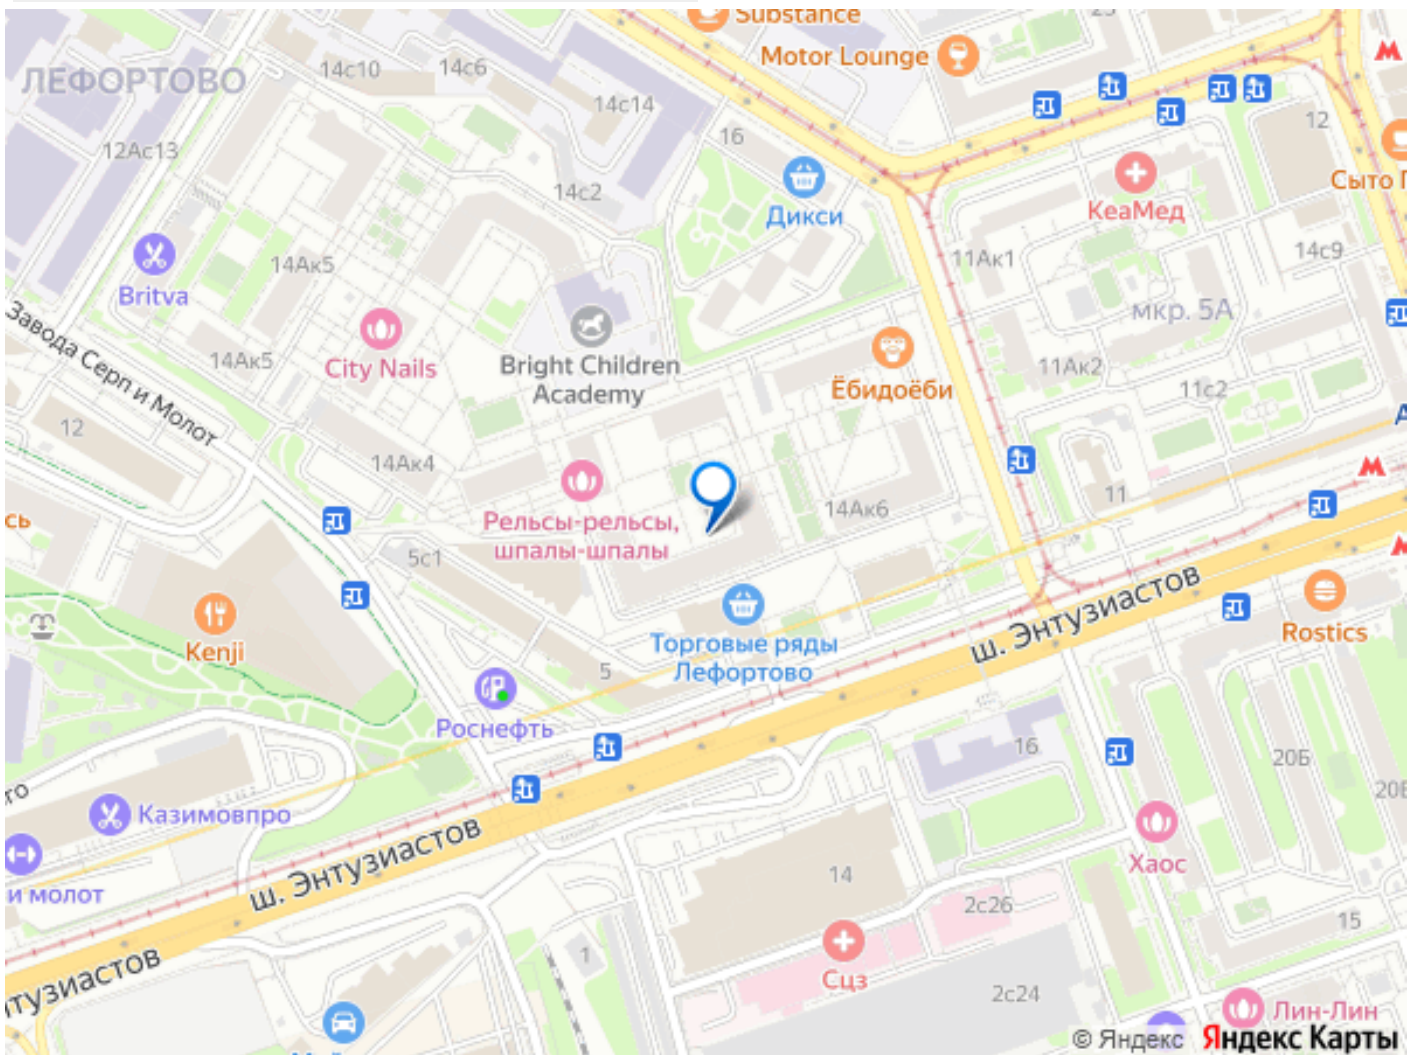 Substance
25
Motor Lounge
ЛЕФОРТОВО
14с10
14с6
14с14
16
12
12Ас13
Дикси
КеаМед
Сыто
14с2
14Ак5
11Ак1
14с9
Britva
мкр. 5А
Завода Серп и Молот
14Ак5
City Nails
Bright Children
Academy
Ёбидоёби
11Ак2
11с2
12
14Ак4
11
сь
Рельсы-рельсы,
шпалы-шпалы
14Ак6
5с1
ш. Энтузиастов
Kenji
Торговые ряды
Лефортово
Rostics
5
Роснефть
16
20Б
то
Казимовпро
ш. Энтузиастов
Хаос
и молот
14
2с26
15
1
Сцз
тузиастов
2с24
Лин-Лин
© Яндекс Яндекс Карты